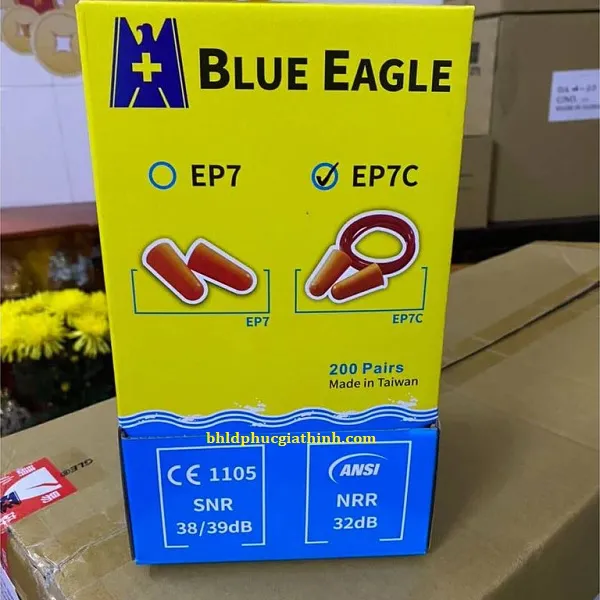 BLUE EAGLE
EP7
EP7C
EP7
EP7C
200 Pairs
Made in Taiwan
bhldphucgiathinh.com
CE 1105
SNR
38/39dB
ANSI
NRR
32dB